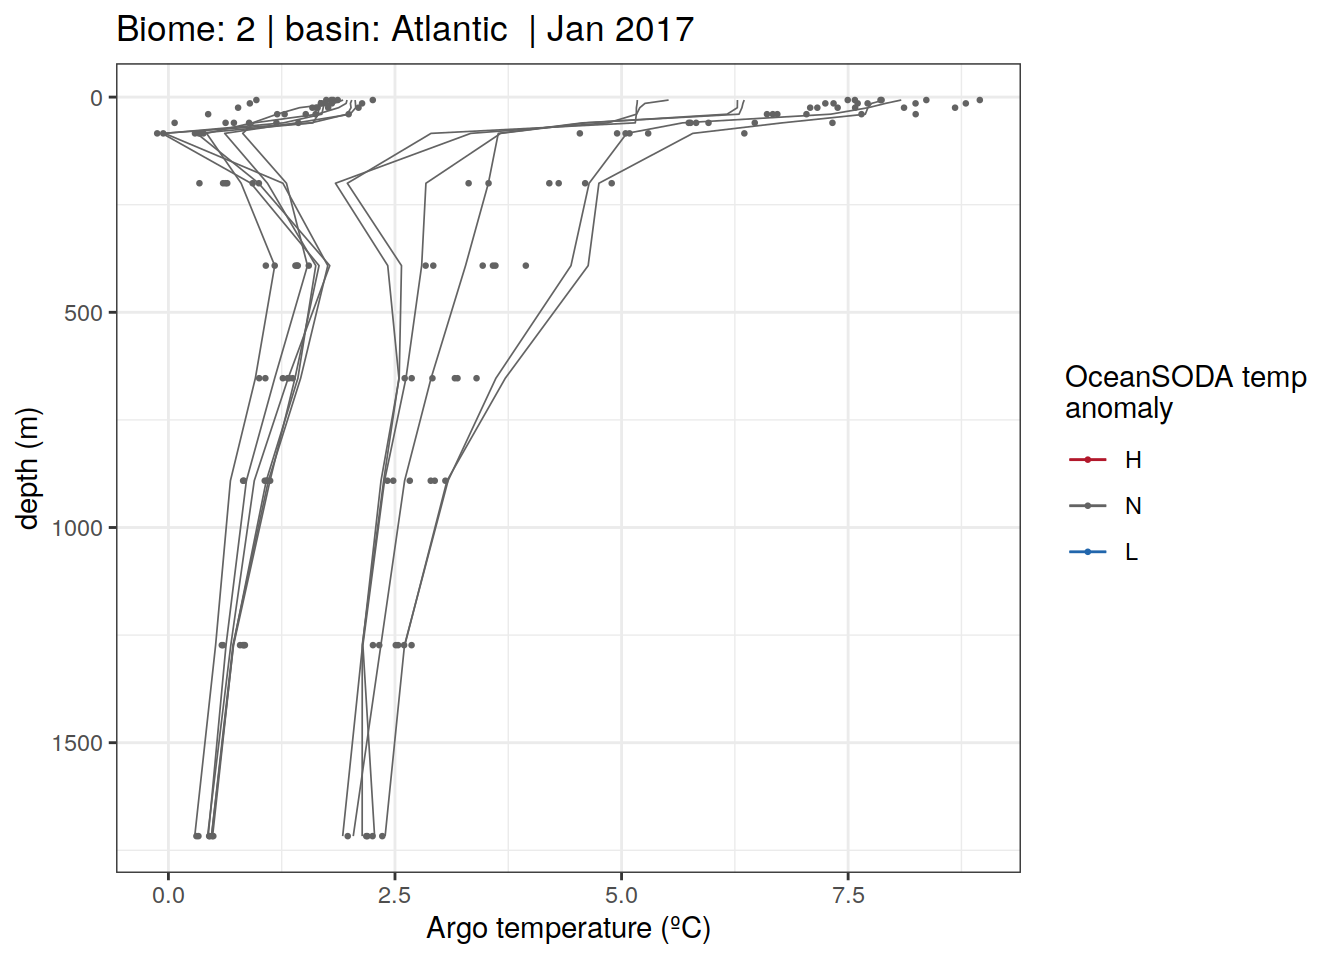 Biome: 2 | basin: Atlantic  | Jan 2017
0
500
1000
1500
depth (m)
0.0
2.5
5.0
7.5
Argo temperature (ºC)
OceanSODA temp
anomaly
H
N
L